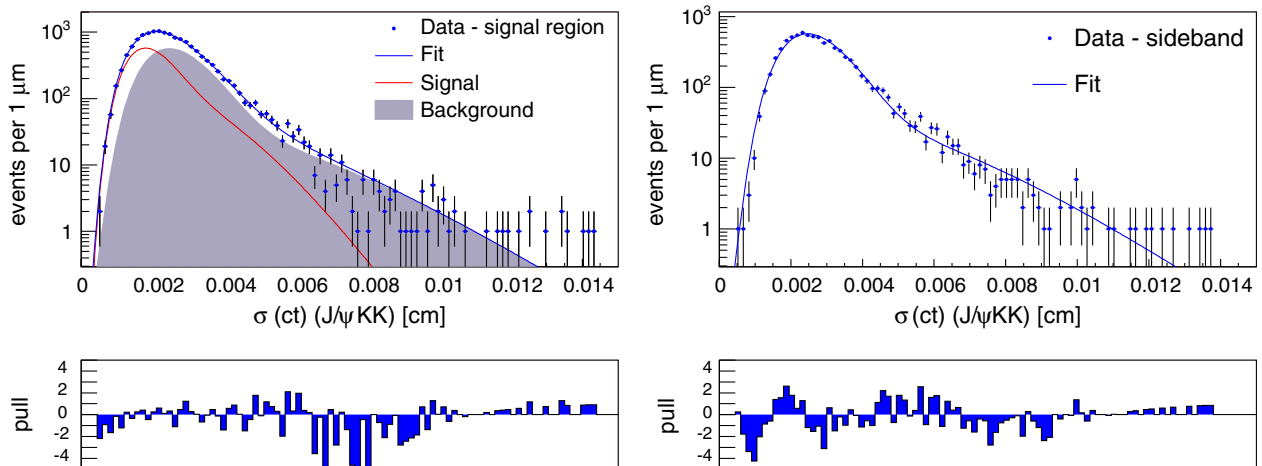 10³
10²
10
1
events per 1 μm
Data - signal region
Fit
Signal
Background
0 0.002 0.004 0.006 0.008 0.01 0.012 0.014
σ (ct) (J/ψ KK) [cm]
4
2
0
-2
-4
pull
10³
10²
10
1
events per 1 μm
Data - sideband
Fit
0 0.002 0.004 0.006 0.008 0.01 0.012 0.014
σ (ct) (J/ψ KK) [cm]
4
2
0
-2
-4
pull